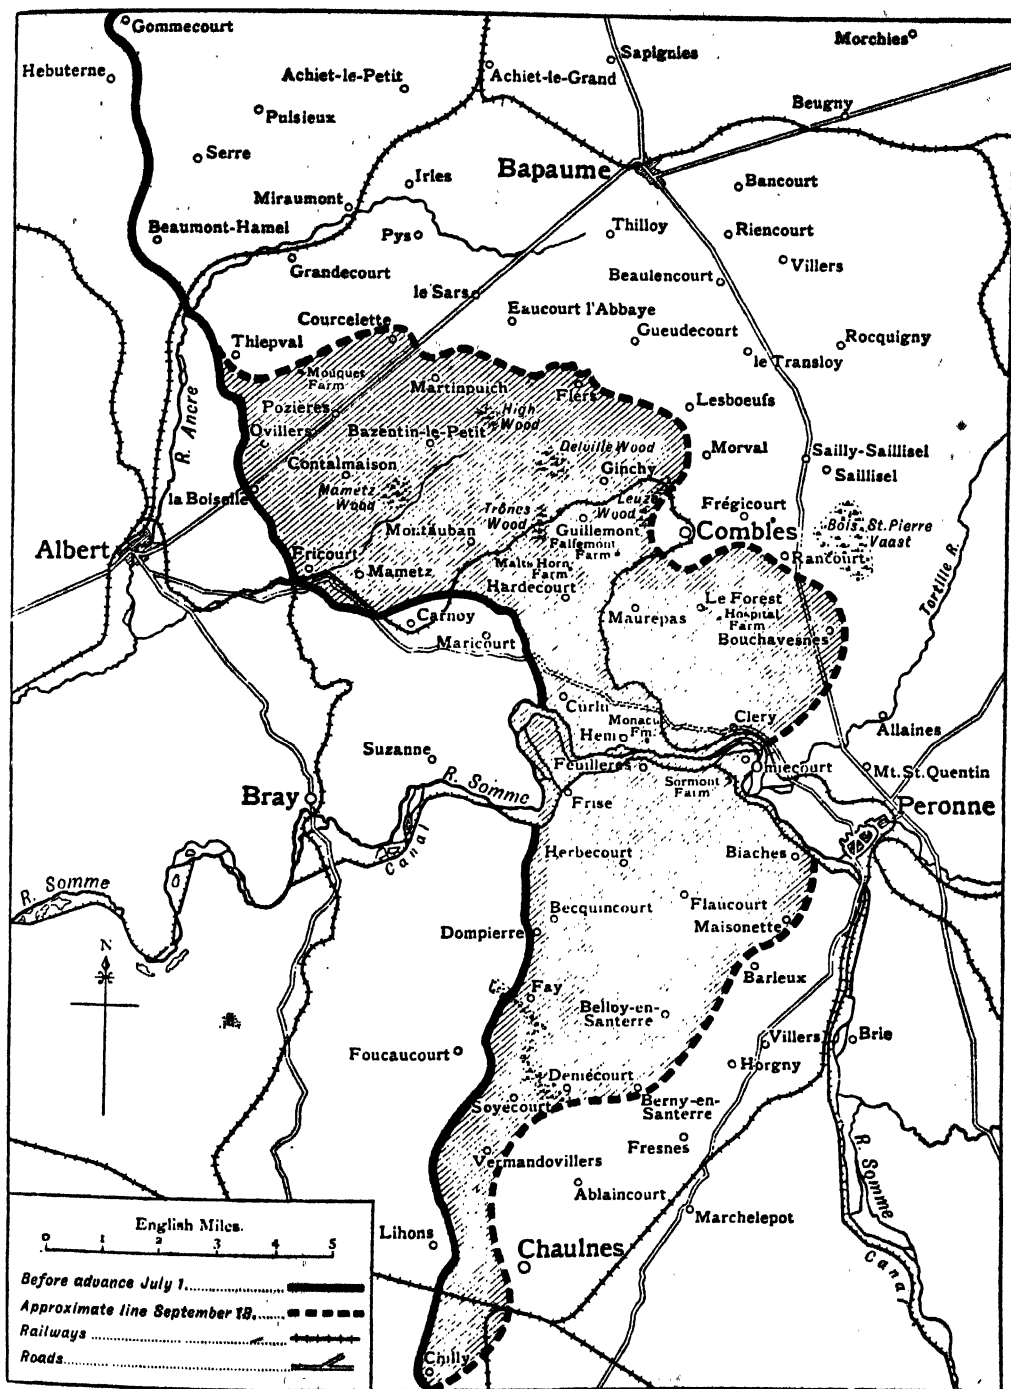 Gommecourt
Morchies
Sapignies
Hebuterne
Achiet-le-Petit
Achiet-le-Grand
Beugny
Puisieux
Serre
Bapaume
Irles
Bancourt
Miraumont
Beaumont-Hamel
Pys
Thilloy
Riencourt
Grandecourt
Villers
Beaulencourt
le Sars
Eaucourt l'Abbaye
Courcelette
Gueudecourt
Rocquigny
Thiepval
le Transloy
Mouquet
Farm
Martinpuich
Flers
R. Ancre
Pozieres
High
Wood
Lesboeufs
Ovillers
Bazentin-le-Petit
Delville Wood
Morval
Sailly-Saillisel
Contalmaison
Ginchy
Saillisel
la Boiselle
Mametz
Wood
Trônes
Wood
Leuze
Wood
Frégicourt
Albert
Montauban
Guillemont
Combles
Bois St. Pierre
Vaast
Falfemont
Farm
Rancourt
Fricourt
Mametz
Maltz Horn
Farm
Hardecourt
Tortille R.
Le Forest
Carnoy
Maurepas
Hospital
Farm
Maricourt
Bouchavesnes
Curlu
Monacu
Fm.
Clery
Hem
Allaines
Suzanne
Feuilleres
Omiecourt
Mt. St. Quentin
R. Somme
Sormont
Farm
Bray
Frise
Peronne
Canal
Herbecourt
Biaches
R. Somme
Flaucourt
Becquincourt
Maisonette
Dompierre
N
Barleux
Fay
Belloy-en-
Santerre
Villers
Brie
Foucaucourt
Horgny
Deniecourt
Soyecourt
Berny-en-
Santerre
Fresnes
R. Somme
Vermandovillers
Ablaincourt
Marchelepot
Lihons
Chaulnes
Canal
Chilly
English Miles.
0 1 2 3 4 5
Before advance July 1
Approximate line September 18.
Railways
Roads